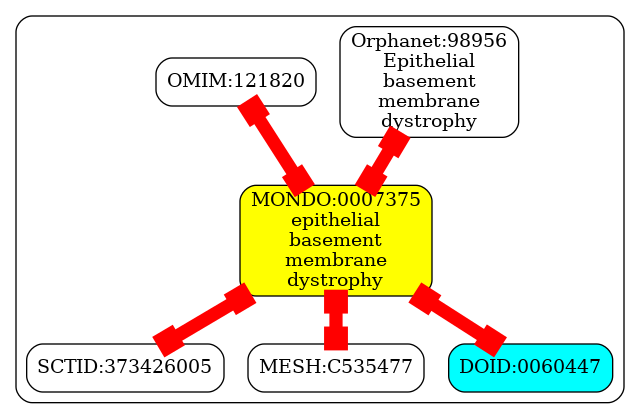 OMIM:121820
Orphanet:98956
Epithelial
basement
membrane
dystrophy
MONDO:0007375
epithelial
basement
membrane
dystrophy
SCTID:373426005
MESH:C535477
DOID:0060447